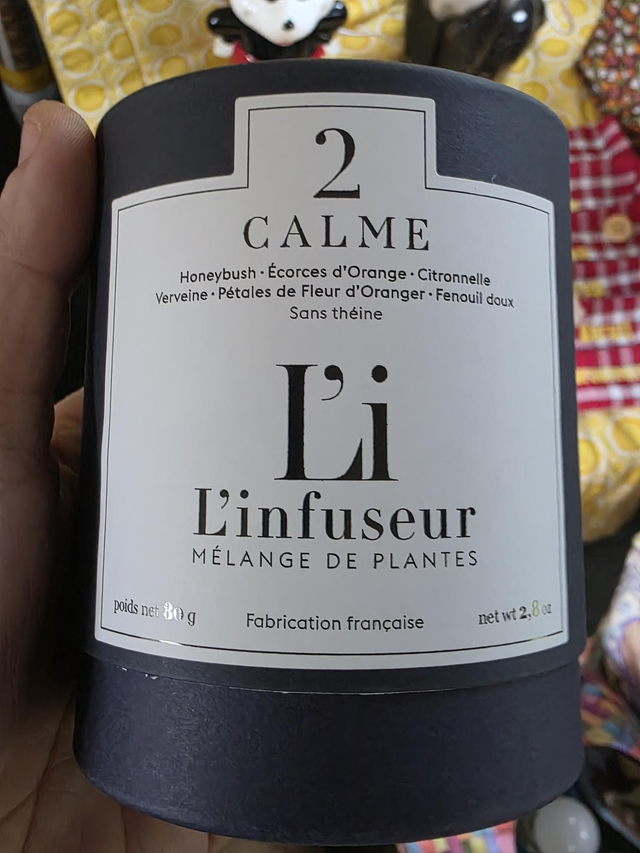 2
CALME
Honeybush · Écorces d'Orange · Citronnelle
Verveine · Pétales de Fleur d'Oranger · Fenouil doux
Sans théine
L'i
L'infuseur
MÉLANGE DE PLANTES
poids net 80 g
Fabrication française
net wt 2,8 oz